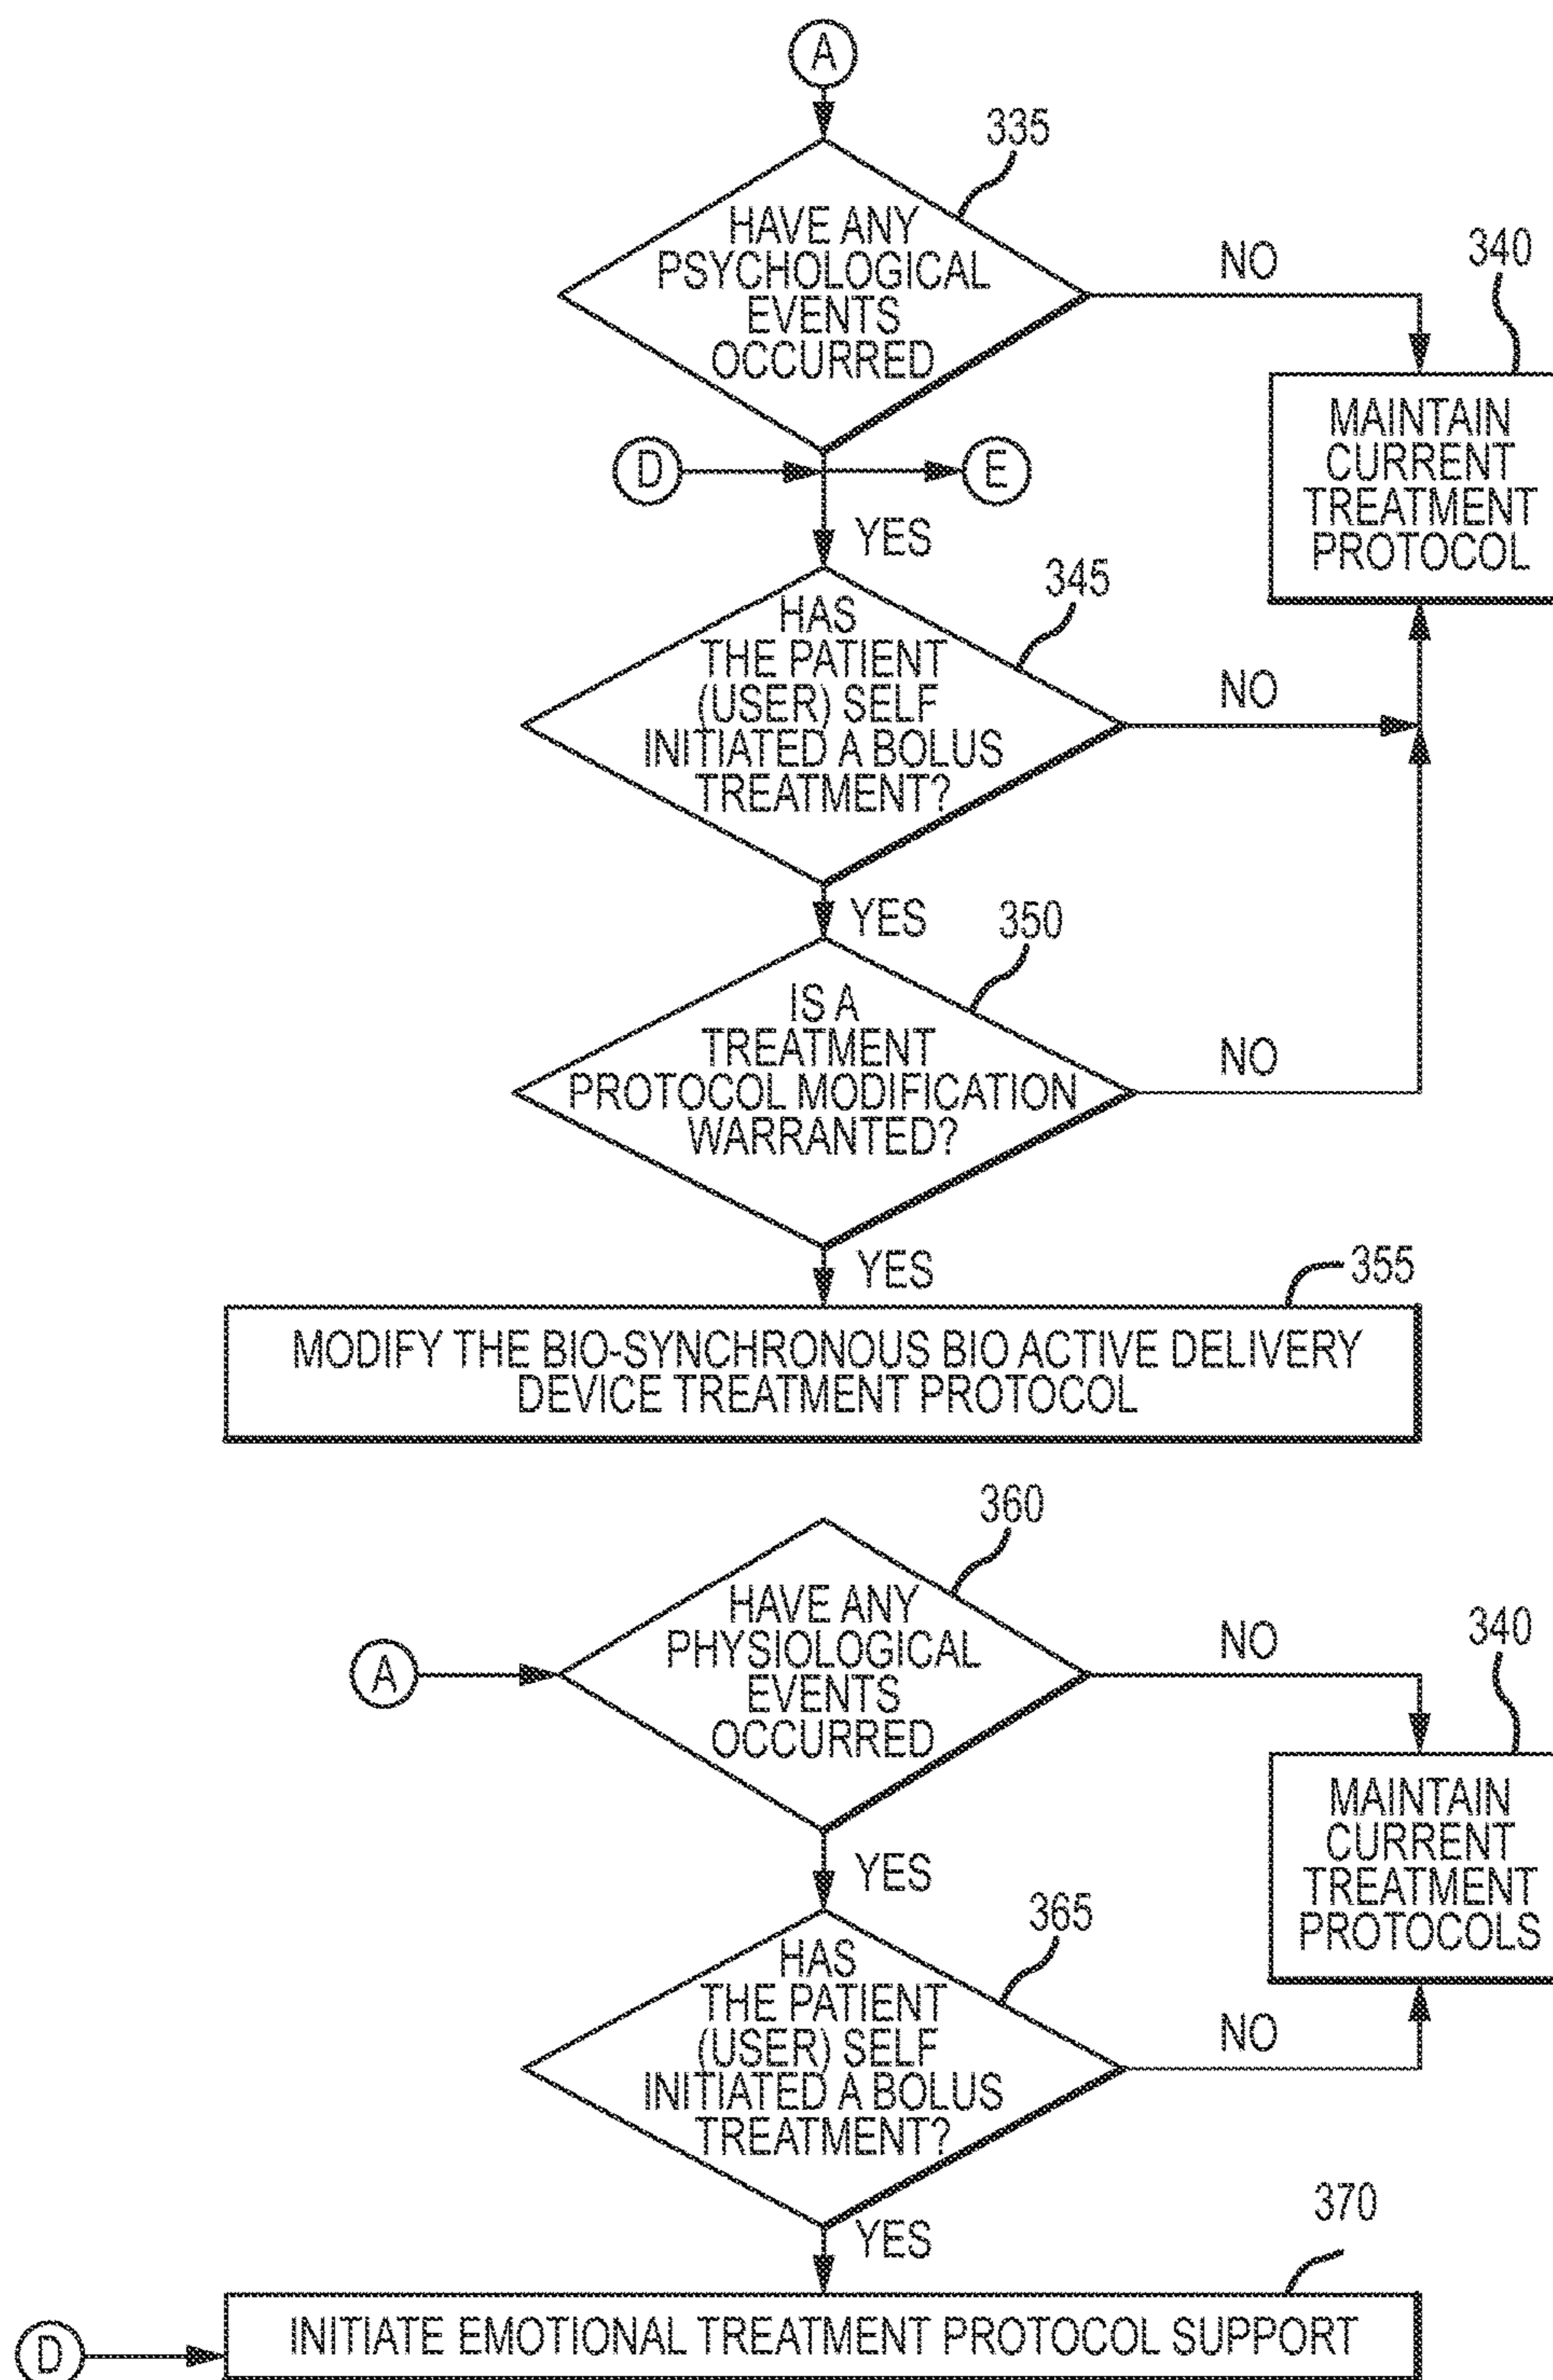 A
335
HAVE ANY
PSYCHOLOGICAL
EVENTS
OCCURRED
NO
340
MAINTAIN
CURRENT
TREATMENT
PROTOCOL
D
E
YES
345
HAS
THE PATIENT
(USER) SELF
INITIATED A BOLUS
TREATMENT?
NO
YES
350
IS A
TREATMENT
PROTOCOL MODIFICATION
WARRANTED?
NO
YES
355
MODIFY THE BIO-SYNCHRONOUS BIO ACTIVE DELIVERY
DEVICE TREATMENT PROTOCOL
360
A
HAVE ANY
PHYSIOLOGICAL
EVENTS
OCCURRED
NO
340
MAINTAIN
CURRENT
TREATMENT
PROTOCOLS
YES
365
HAS
THE PATIENT
(USER) SELF
INITIATED A BOLUS
TREATMENT?
NO
YES
370
D
INITIATE EMOTIONAL TREATMENT PROTOCOL SUPPORT